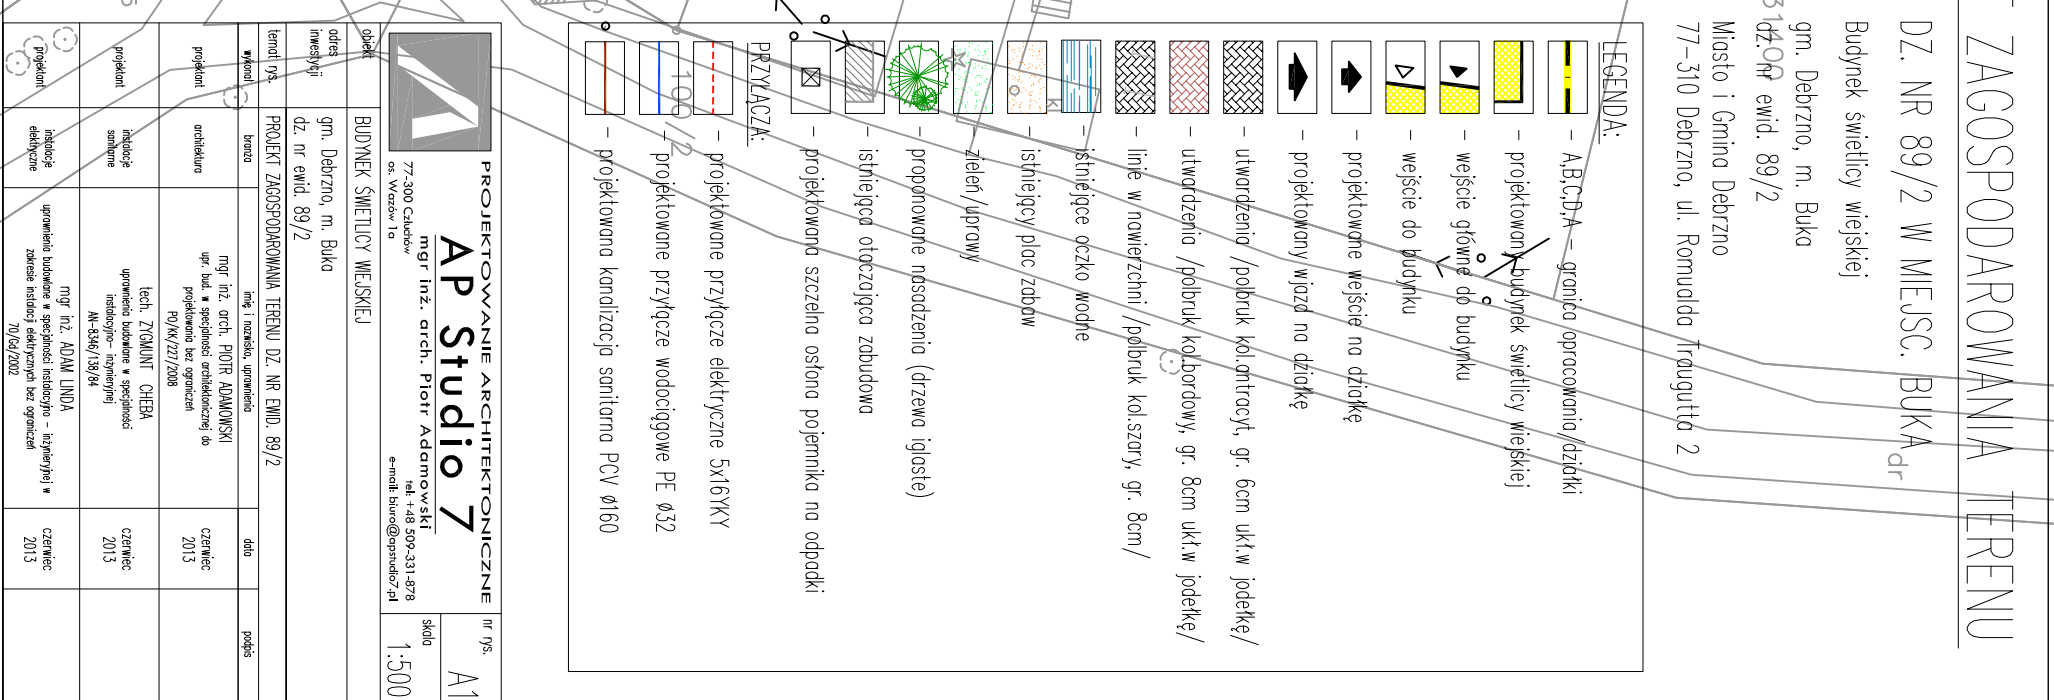 ZAGOSPODAROWANIA TERENU
DZ. NR 89/2 W MIEJSC. BUKA
Budynek świetlicy wiejskiej
gm. Debrzno, m. Buka
dz. nr ewid. 89/2
Miasto i Gmina Debrzno
77-310 Debrzno, ul. Romualda Traugutta 2
dr
LEGENDA:
- A,B,C,D,A - granica opracowania/działki
- projektowany budynek świetlicy wiejskiej
- wejście główne do budynku
- wejście do budynku
- projektowane wejście na działkę
- projektowany wjazd na działkę
- utwardzenia /polbruk kol.antracyt, gr. 6cm ukł.w jodełkę/
- utwardzenia /polbruk kol.bordowy, gr. 8cm ukł.w jodełkę/
- linie w nawierzchni /polbruk kol.szary, gr. 8cm/
- istniejące oczko wodne
- istniejący plac zabaw
- zieleń/uprawy
- proponowane nasadzenia (drzewa iglaste)
- istniejąca otaczająca zabudowa
- projektowana szczelna osłona pojemnika na odpadki
PRZYŁĄCZA:
- projektowane przyłącze elektryczne 5x16YKY
- projektowane przyłącze wodociągowe PE ø32
- projektowana kanalizacja sanitarna PCV ø160
100/2
k
PROJEKTOWANIE ARCHITEKTONICZNE
AP Studio 7
mgr inż. arch. Piotr Adamowski
77-300 Człuchów
os. Wazów 1a
tel: +48 509-331-878
e-mail: biuro@apstudio7.pl
nr rys.
A1
skala
1:500
obiekt
BUDYNEK ŚWIETLICY WIEJSKIEJ
adres
inwestycji
gm. Debrzno, m. Buka
dz. nr ewid. 89/2
temat rys.
PROJEKT ZAGOSPODAROWANIA TERENU DZ. NR EWID. 89/2
wykonał
branża
imię i nazwisko, uprawnienia
data
podpis
projektant
architektura
mgr inż. arch. PIOTR ADAMOWSKI
upr. bud. w specjalności architektonicznej do
projektowania bez ograniczeń
PO/KK/227/2008
czerwiec
2013
projektant
instalacje
sanitarne
tech. ZYGMUNT CHEBA
uprawnienia budowlane w specjalności
instalacyjno- inżynieryjnej
AN-8346/138/84
czerwiec
2013
projektant
instalacje
elektryczne
mgr inż. ADAM LINDA
uprawnienia budowlane w specjalności instalacyjno - inżynieryjnej w
zakresie instalacji elektrycznych bez ograniczeń
70/Gd/2002
czerwiec
2013